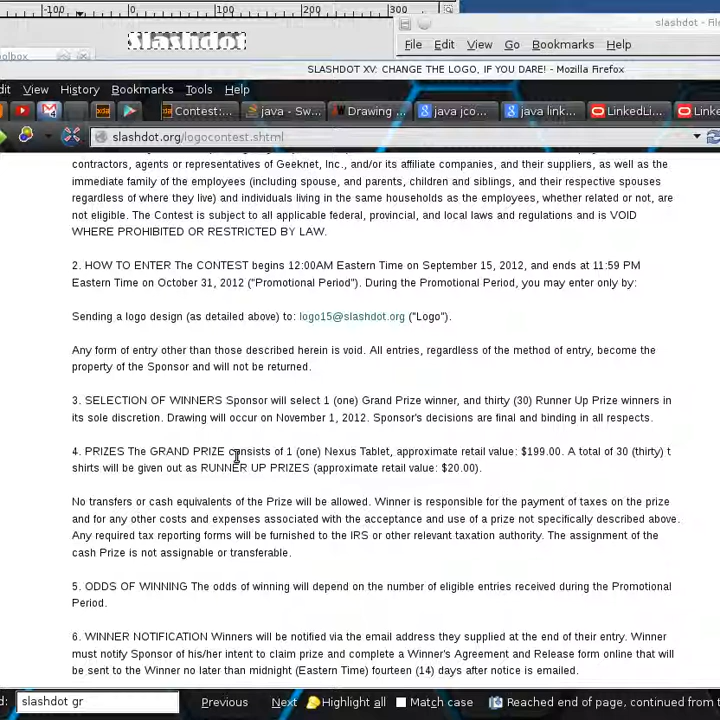 -100 0 100 200 300
slashdot
slashdot - File
oolbox
File Edit View Go Bookmarks Help
SLASHDOT XV: CHANGE THE LOGO, IF YOU DARE! - Mozilla Firefox
dit View History Bookmarks Tools Help
Contest:... java - Sw... Drawing ... java jco... java link... LinkedLi... Linke
slashdot.org/logocontest.shtml
contractors, agents or representatives of Geeknet, Inc., and/or its affiliate companies, and their suppliers, as well as the
immediate family of the employees (including spouse, and parents, children and siblings, and their respective spouses
regardless of where they live) and individuals living in the same households as the employees, whether related or not, are
not eligible. The Contest is subject to all applicable federal, provincial, and local laws and regulations and is VOID
WHERE PROHIBITED OR RESTRICTED BY LAW.
2. HOW TO ENTER The CONTEST begins 12:00AM Eastern Time on September 15, 2012, and ends at 11:59 PM
Eastern Time on October 31, 2012 ("Promotional Period"). During the Promotional Period, you may enter only by:
Sending a logo design (as detailed above) to: logo15@slashdot.org ("Logo").
Any form of entry other than those described herein is void. All entries, regardless of the method of entry, become the
property of the Sponsor and will not be returned.
3. SELECTION OF WINNERS Sponsor will select 1 (one) Grand Prize winner, and thirty (30) Runner Up Prize winners in
its sole discretion. Drawing will occur on November 1, 2012. Sponsor's decisions are final and binding in all respects.
4. PRIZES The GRAND PRIZE consists of 1 (one) Nexus Tablet, approximate retail value: $199.00. A total of 30 (thirty) t
shirts will be given out as RUNNER UP PRIZES (approximate retail value: $20.00).
No transfers or cash equivalents of the Prize will be allowed. Winner is responsible for the payment of taxes on the prize
and for any other costs and expenses associated with the acceptance and use of a prize not specifically described above.
Any required tax reporting forms will be furnished to the IRS or other relevant taxation authority. The assignment of the
cash Prize is not assignable or transferable.
5. ODDS OF WINNING The odds of winning will depend on the number of eligible entries received during the Promotional
Period.
6. WINNER NOTIFICATION Winners will be notified via the email address they supplied at the end of their entry. Winner
must notify Sponsor of his/her intent to claim prize and complete a Winner's Agreement and Release form online that will
be sent to the Winner no later than midnight (Eastern Time) fourteen (14) days after notice is emailed.
d: slashdot gr Previous Next Highlight all Match case Reached end of page, continued from t